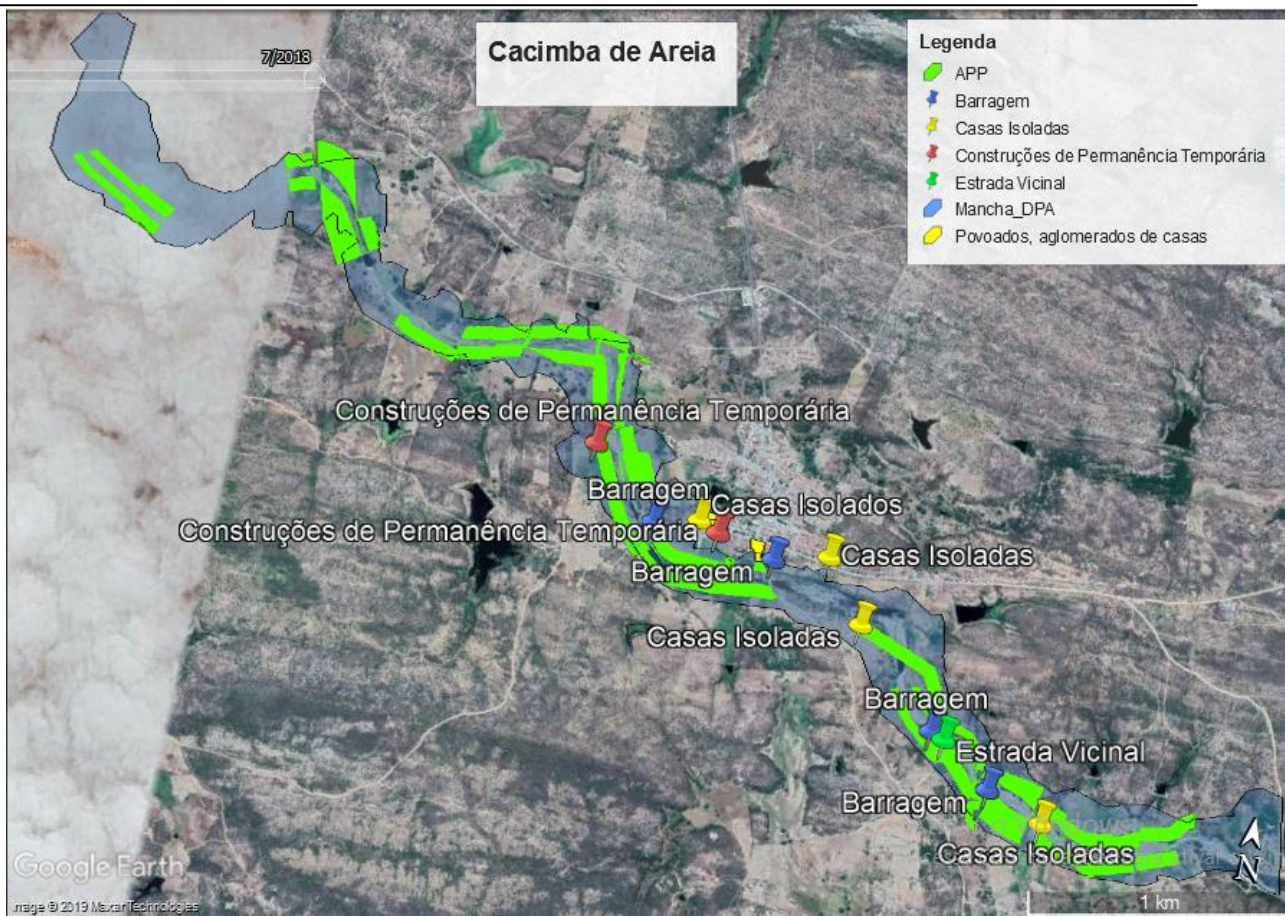 7/2018
Cacimba de Areia
Legenda
APP
Barragem
Casas Isoladas
Construções de Permanência Temporária
Estrada Vicinal
Mancha_DPA
Povoados, aglomerados de casas
Construções de Permanência Temporária
Barragem
Casas Isolados
Construções de Permanência Temporária
Barragem
Casas Isoladas
Casas Isoladas
Barragem
Estrada Vicinal
Barragem
Casas Isoladas
Google Earth
N
Image © 2019 Maxar Technologies
1 km